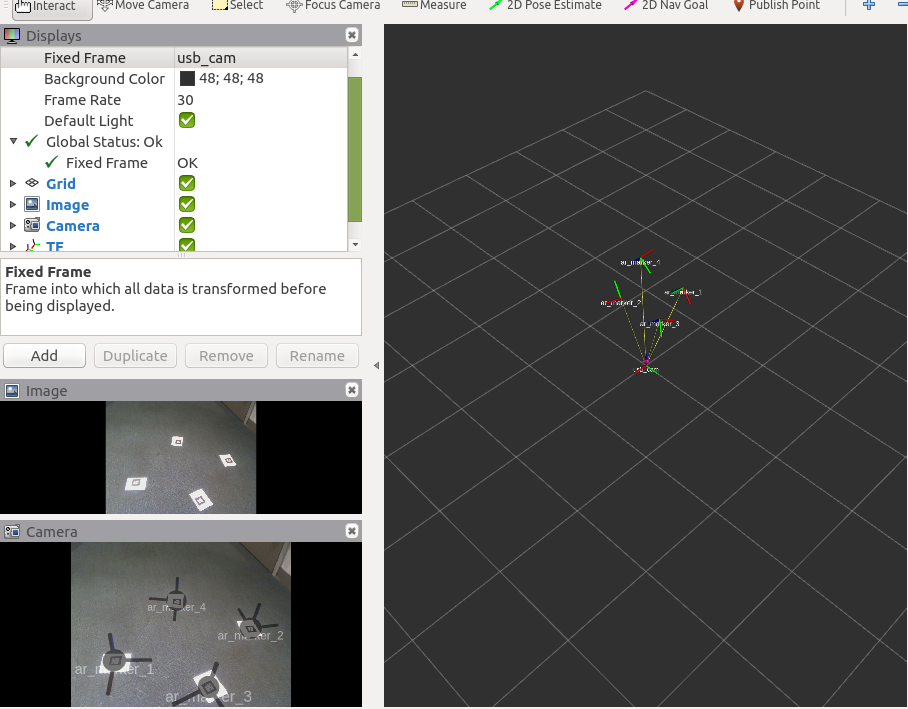 Interact Move Camera Select Focus Camera Measure 2D Pose Estimate 2D Nav Goal Publish Point
Displays
Fixed Frame usb_cam
Background Color 48; 48; 48
Frame Rate 30
Default Light
Global Status: Ok
Fixed Frame OK
Grid
Image
Camera
TF
Fixed Frame
Frame into which all data is transformed before
being displayed.
Add Duplicate Remove Rename
Image
Camera
ar_marker_4
ar_marker_2
ar_marker_1
ar_marker_3
ar_marker_4
ar_marker_1
ar_marker_2
ar_marker_3
usb_cam